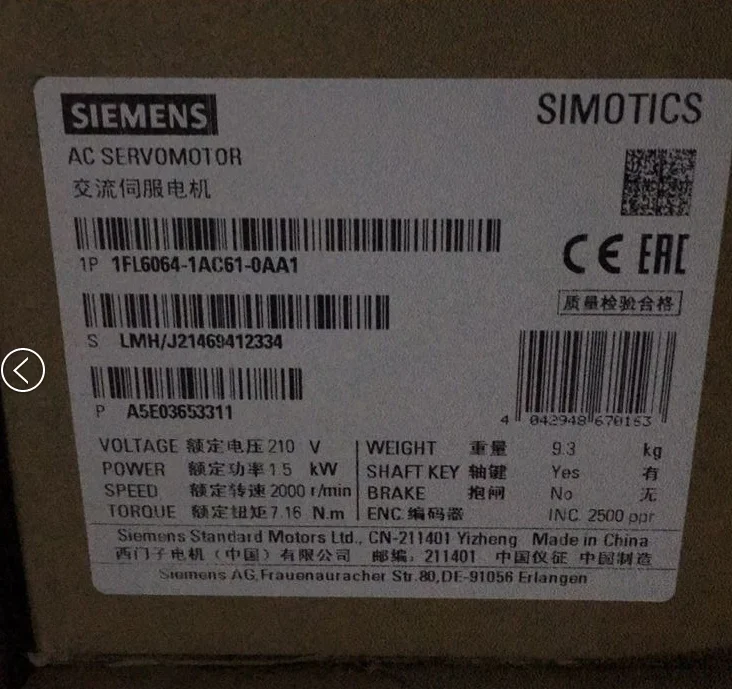 SIEMENS
SIMOTICS
AC SERVOMOTOR
交流伺服电机
1P 1FL6064-1AC61-0AA1
CE EAC
质量检验合格
S LMH/J21469412334
P A5E03653311
4 042948 670153
VOLTAGE 额定电压 210 V
POWER 额定功率 1.5 kW
SPEED 额定转速 2000 r/min
TORQUE 额定扭矩 7.16 N.m
WEIGHT 重量 9.3 kg
SHAFT KEY 轴键 Yes 有
BRAKE 抱闸 No 无
ENC 编码器 INC 2500 ppr
Siemens Standard Motors Ltd., CN-211401 Yizheng Made in China
西门子电机（中国）有限公司 邮编：211401 中国仪征 中国制造
Siemens AG,Frauenauracher Str.80,DE-91056 Erlangen